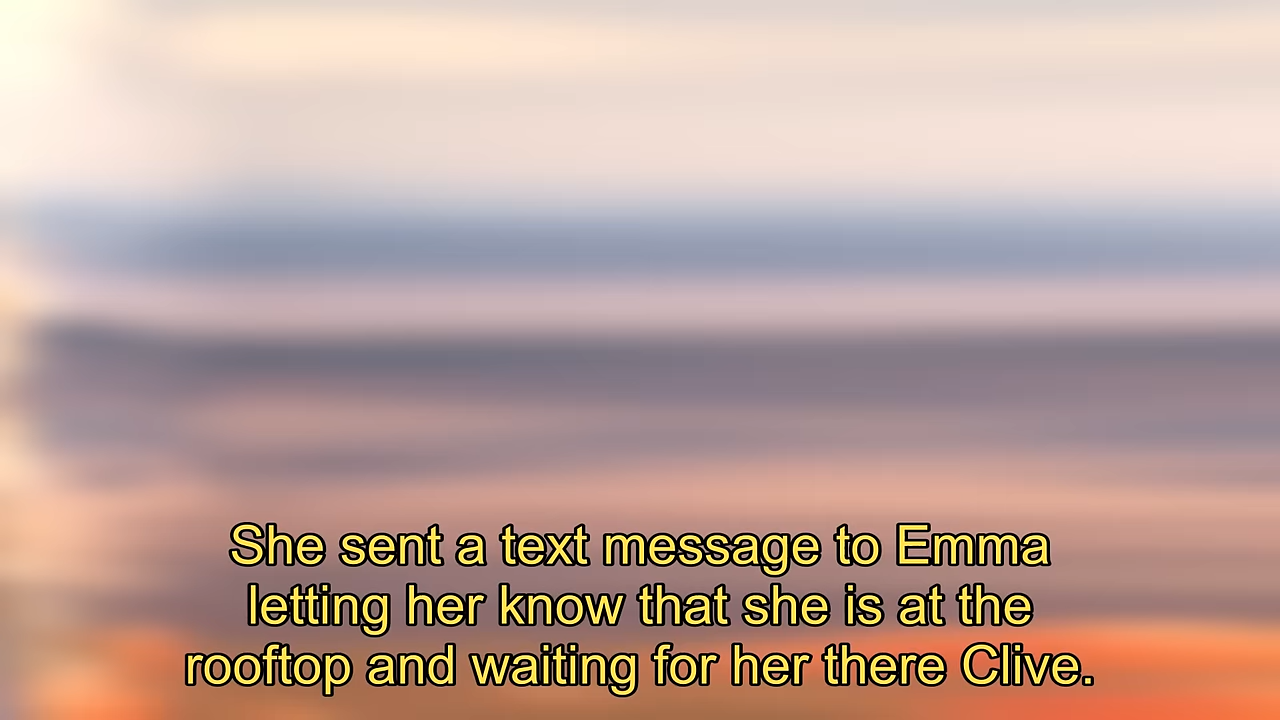 She sent a text message to Emma
letting her know that she is at the
rooftop and waiting for her there Clive.